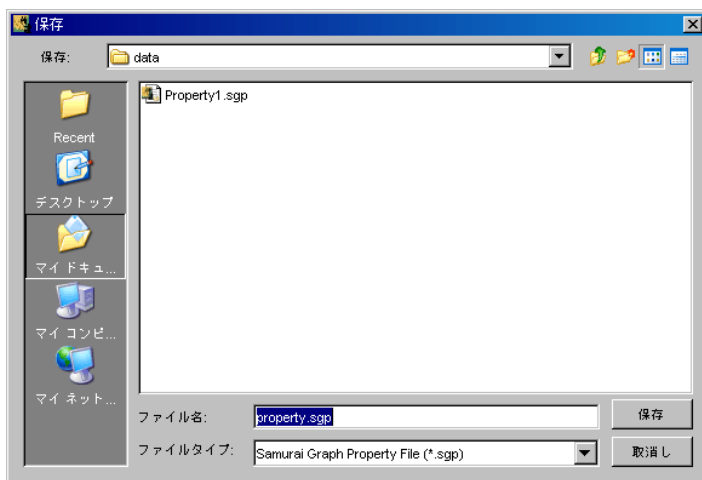 保存
保存:
data
Recent
デスクトップ
マイ ドキュ...
マイ コンピ...
マイ ネット...
Property1.sgp
ファイル名:
property.sgp
保存
ファイルタイプ:
Samurai Graph Property File (*.sgp)
取消し